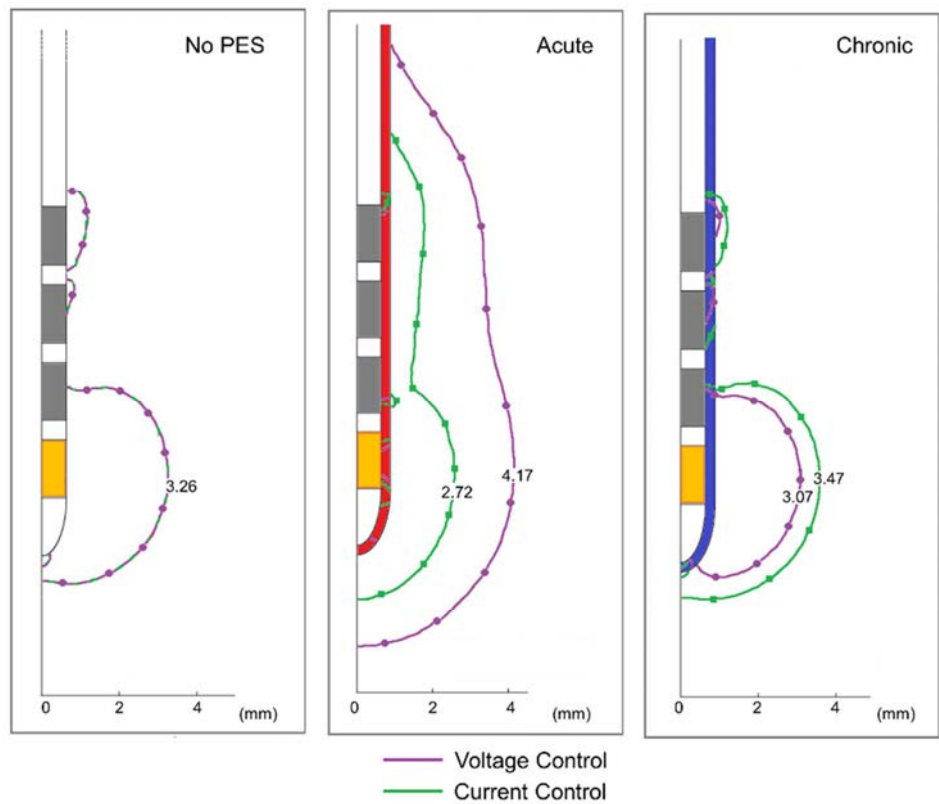 No PES
3.26
0 2 4 (mm)
Acute
2.72
4.17
0 2 4 (mm)
Chronic
3.07
3.47
0 2 4 (mm)
Voltage Control
Current Control